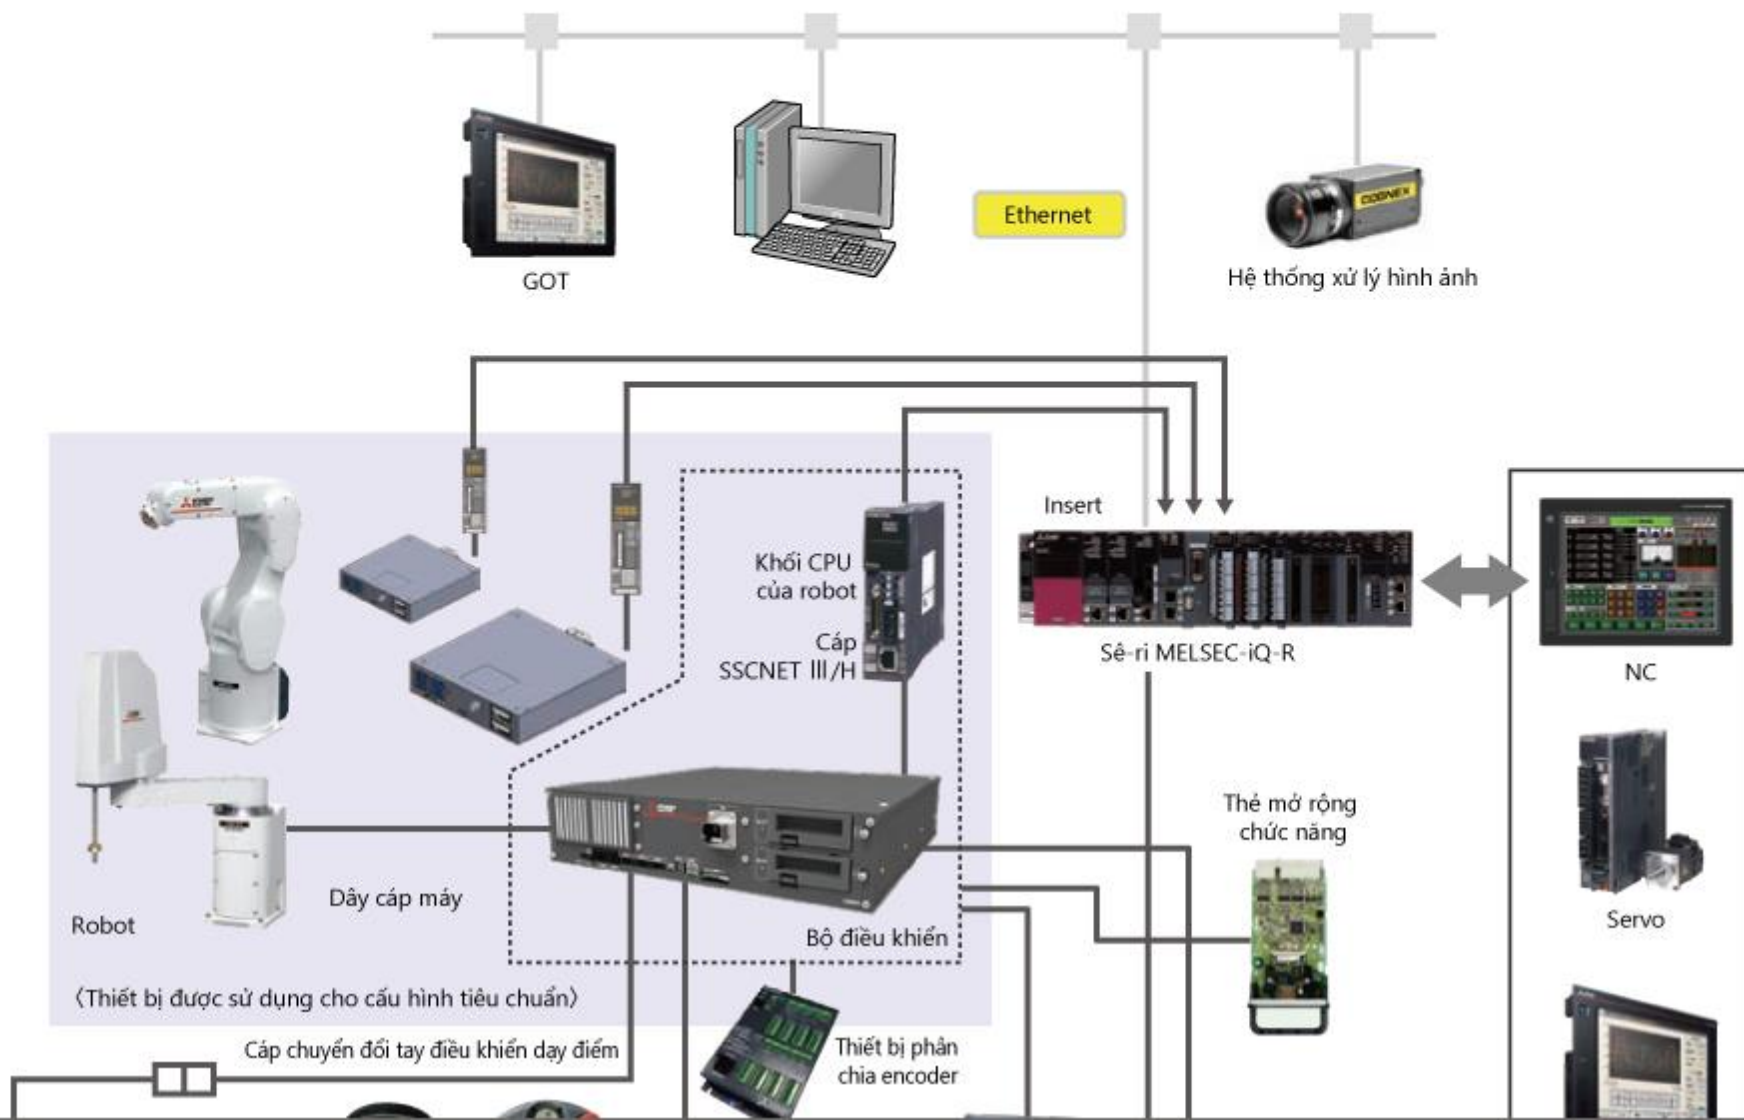 COGNEX
Ethernet
GOT
Hệ thống xử lý hình ảnh
Insert
Khối CPU
của robot
Cáp
SSCNET III/H
Sê-ri MELSEC-iQ-R
NC
Thẻ mở rộng
chức năng
Servo
Dây cáp máy
Robot
Bộ điều khiển
〈Thiết bị được sử dụng cho cấu hình tiêu chuẩn〉
Cáp chuyển đổi tay điều khiển dạy điểm
Thiết bị phân
chia encoder